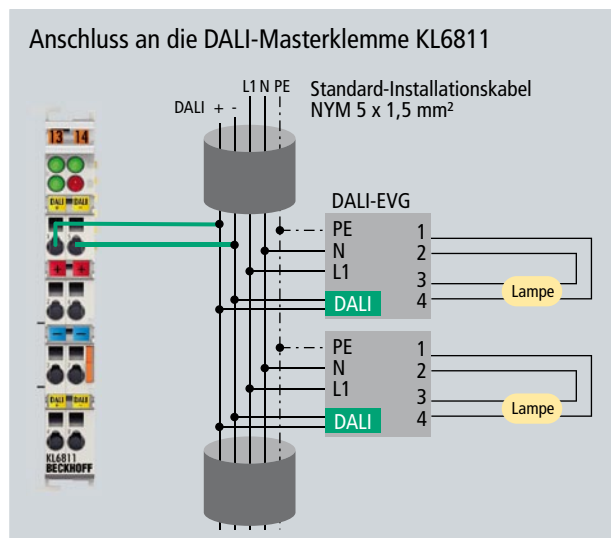 Anschluss an die DALI-Masterklemme KL6811
L1 N PE
DALI + -
Standard-Installationskabel
NYM 5 x 1,5 mm²
13 14
DALI + DALI -
+ +
- -
DALI + DALI -
KL6811
BECKHOFF
DALI-EVG
PE 1
N 2
L1 3
DALI 4
Lampe
PE 1
N 2
L1 3
DALI 4
Lampe